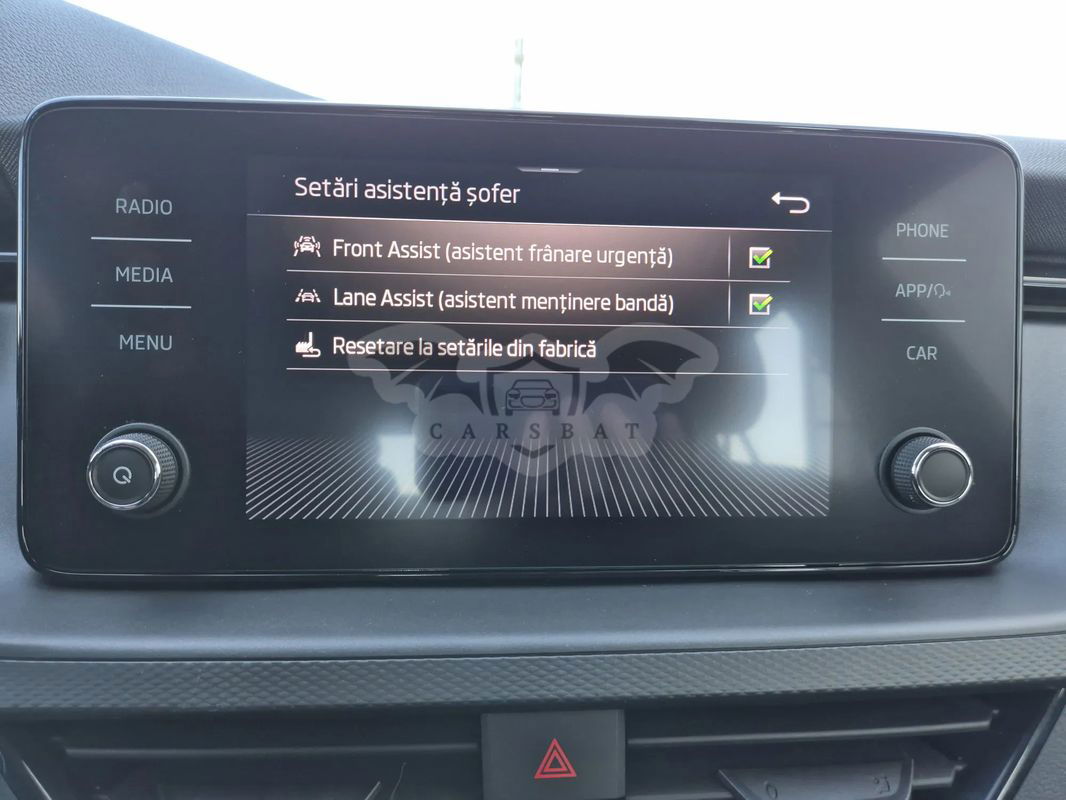 Setări asistență șofer
RADIO
MEDIA
MENU
Front Assist (asistent frânare urgență)
Lane Assist (asistent menținere bandă)
Resetare la setările din fabrică
CARSBAT
PHONE
APP/
CAR